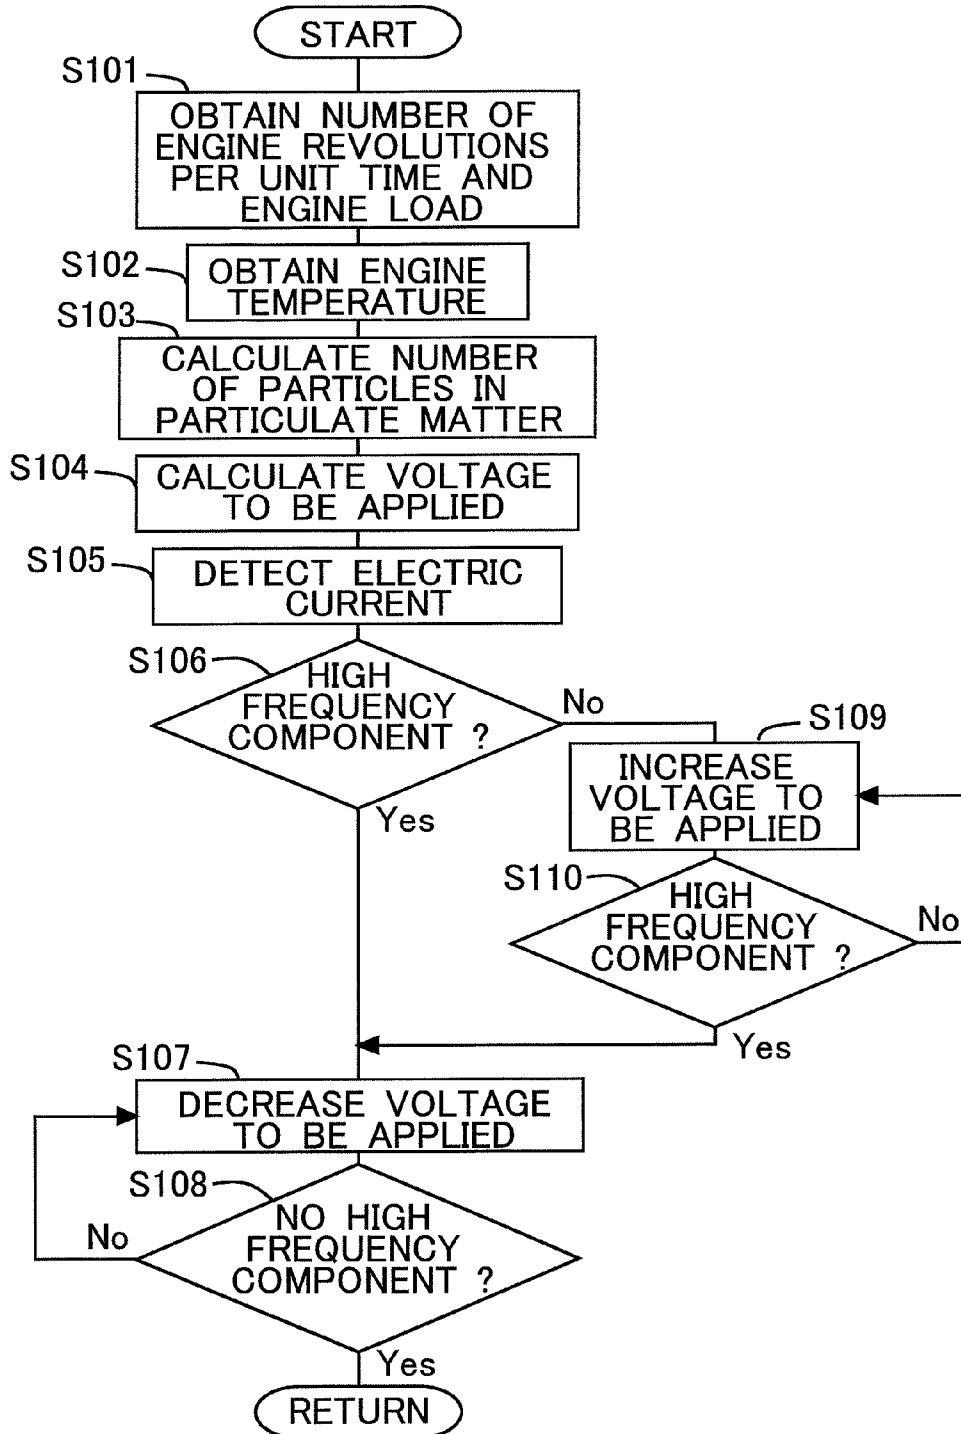 START
S101
OBTAIN NUMBER OF
ENGINE REVOLUTIONS
PER UNIT TIME AND
ENGINE LOAD
S102
OBTAIN ENGINE
TEMPERATURE
S103
CALCULATE NUMBER
OF PARTICLES IN
PARTICULATE MATTER
S104
CALCULATE VOLTAGE
TO BE APPLIED
S105
DETECT ELECTRIC
CURRENT
S106
HIGH
FREQUENCY
COMPONENT ?
No
Yes
S109
INCREASE
VOLTAGE TO
BE APPLIED
S110
HIGH
FREQUENCY
COMPONENT ?
No
Yes
S107
DECREASE VOLTAGE
TO BE APPLIED
S108
NO HIGH
FREQUENCY
COMPONENT ?
No
Yes
RETURN